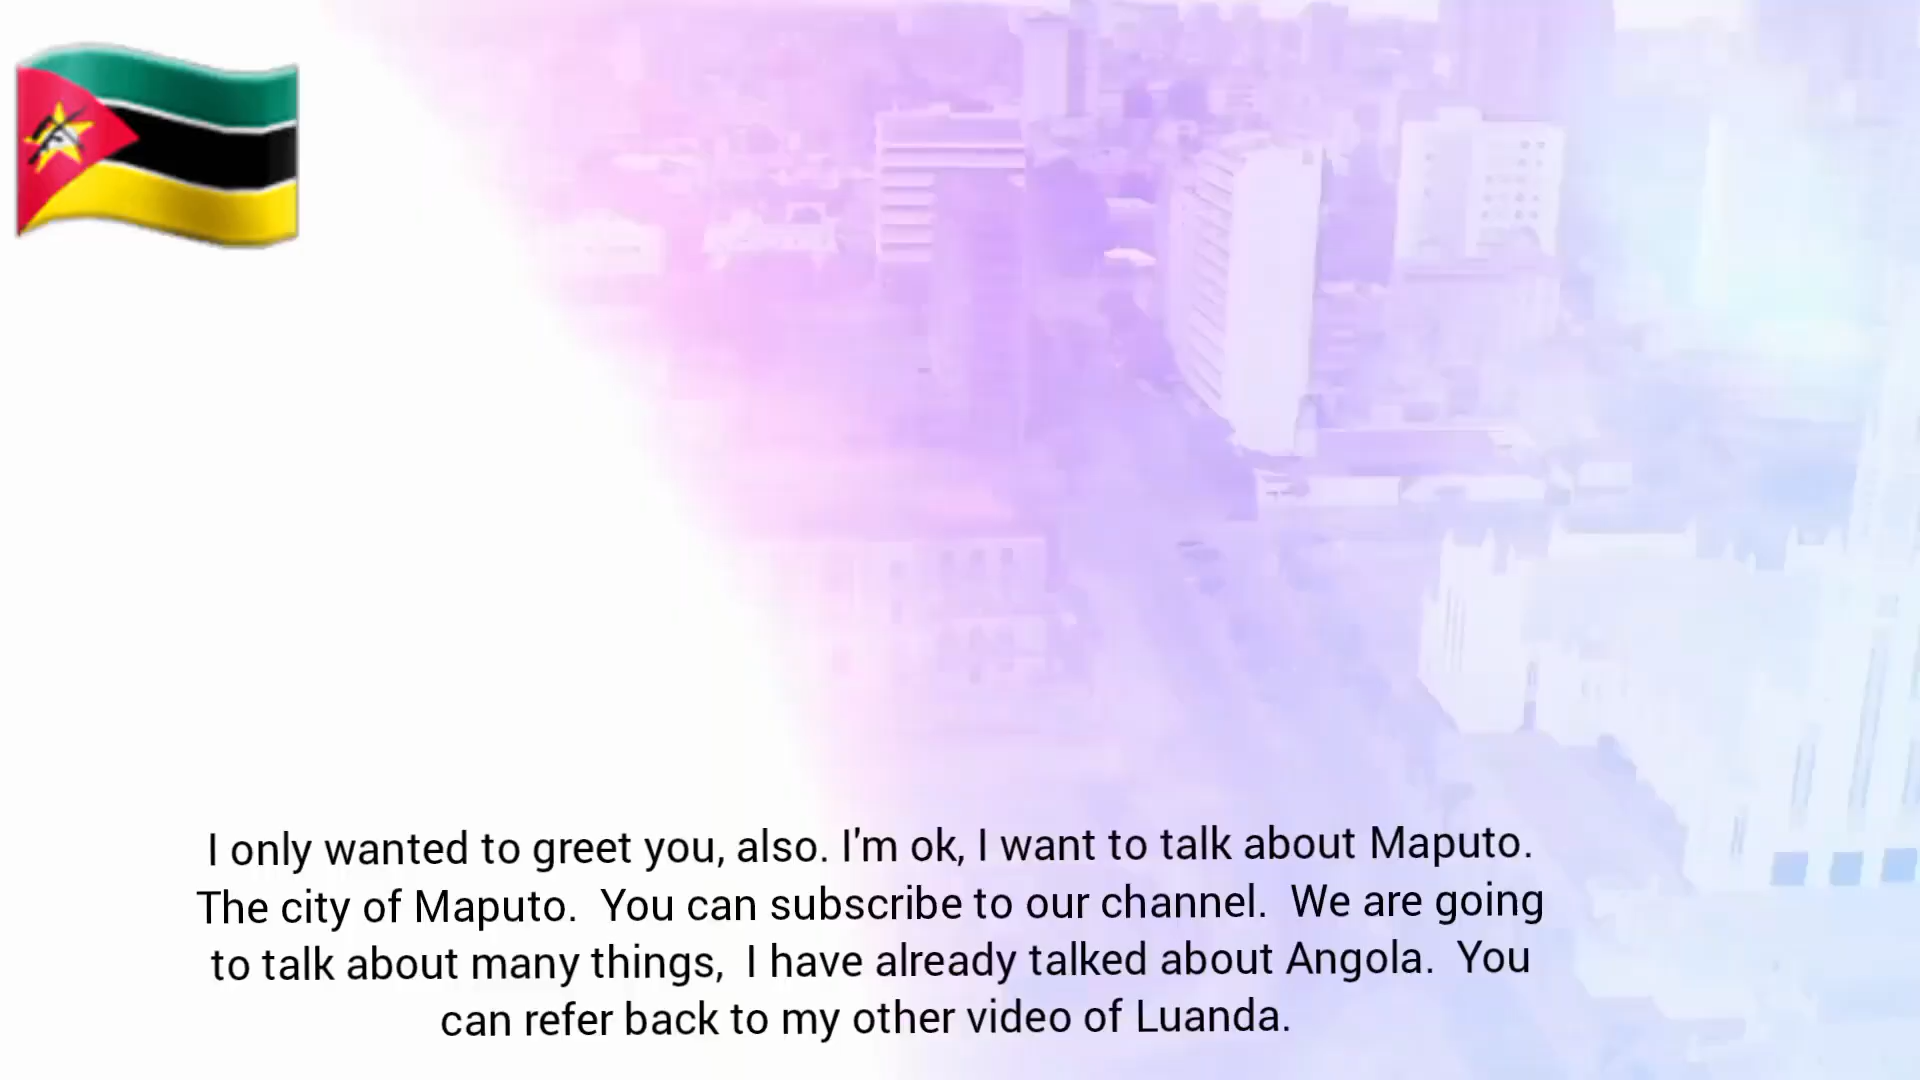 I only wanted to greet you, also. I'm ok, I want to talk about Maputo.
The city of Maputo.  You can subscribe to our channel.  We are going
to talk about many things,  I have already talked about Angola.  You
can refer back to my other video of Luanda.